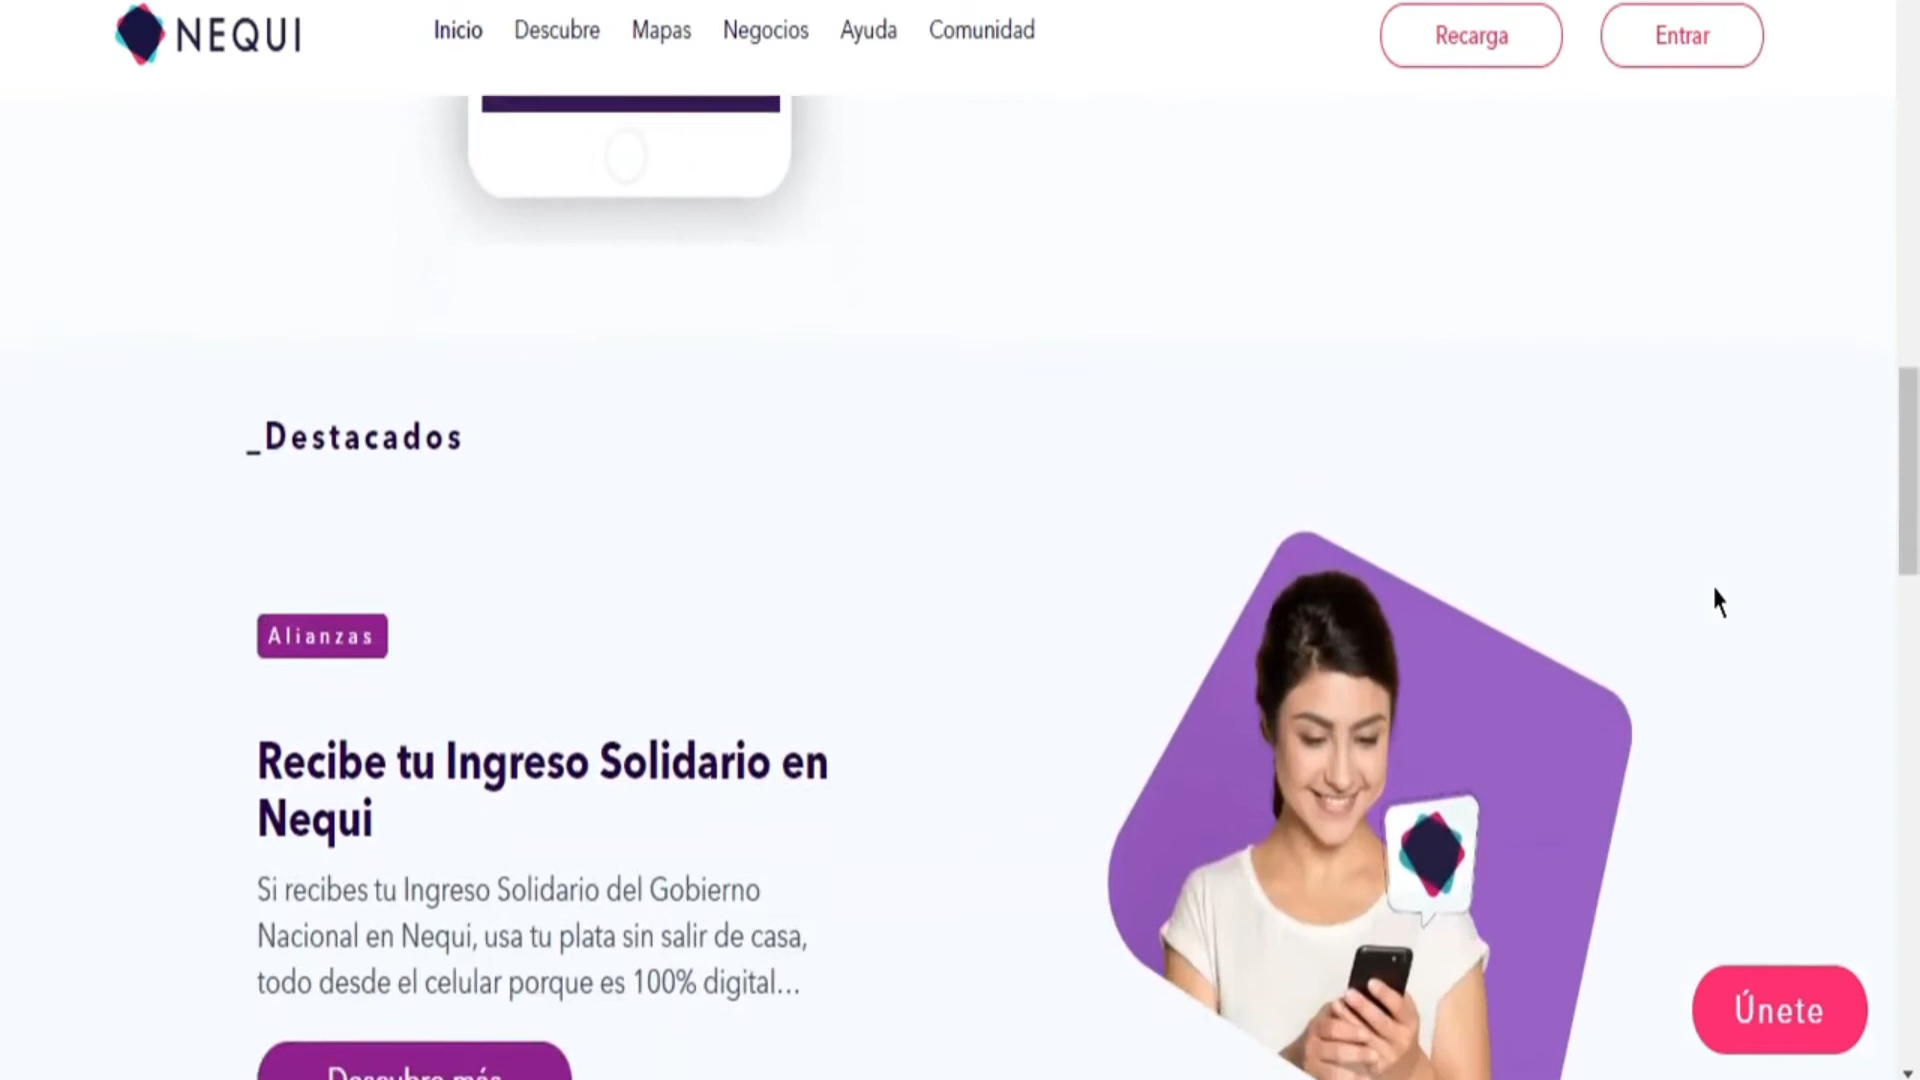 NEQUI
Inicio Descubre Mapas Negocios Ayuda Comunidad
Recarga Entrar
_Destacados
Alianzas
Recibe tu Ingreso Solidario en
Nequi
Si recibes tu Ingreso Solidario del Gobierno
Nacional en Nequi, usa tu plata sin salir de casa,
todo desde el celular porque es 100% digital...
Descubre más
Únete